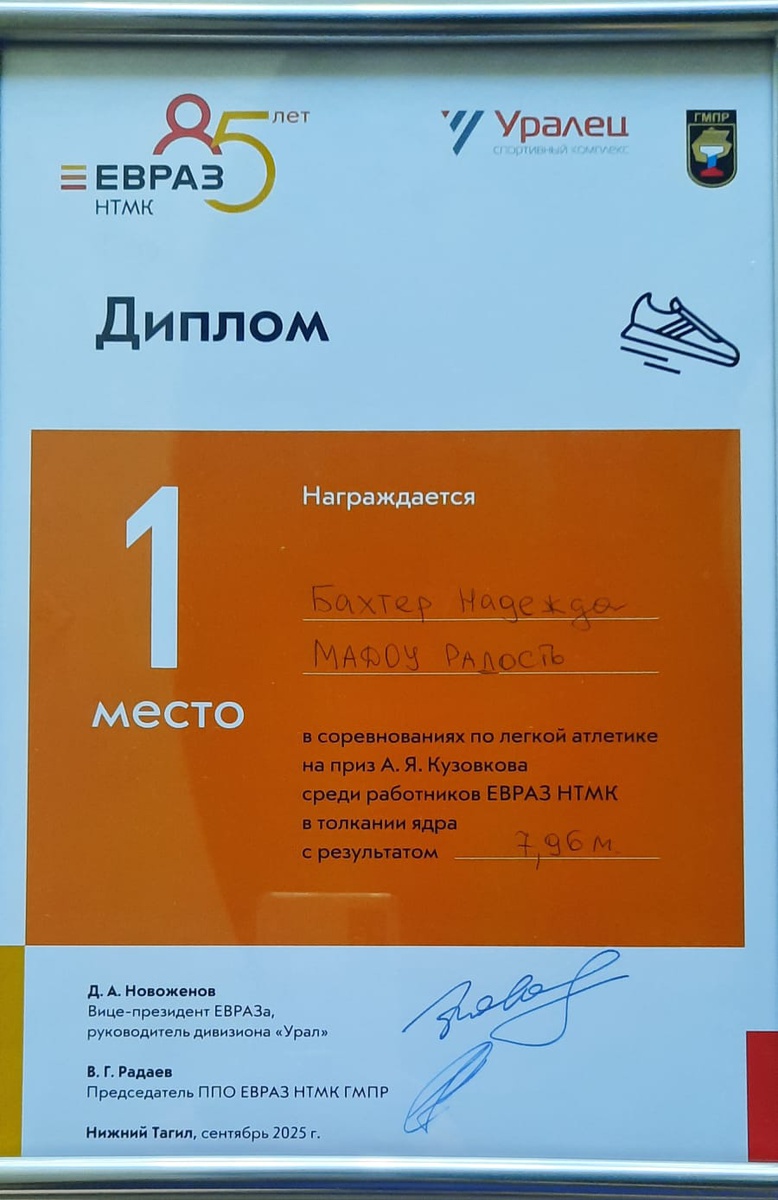 85 лет
ЕВРАЗ
НТМК
Уралец
СПОРТИВНЫЙ КОМПЛЕКС
ГМПР
Диплом
1
место
Награждается
Бахтер Надежда
МАДОУ РАДОСТЬ
в соревнованиях по легкой атлетике
на приз А. Я. Кузовкова
среди работников ЕВРАЗ НТМК
в толкании ядра
с результатом 7,96 м.
Д. А. Новоженов
Вице-президент ЕВРАЗа,
руководитель дивизиона «Урал»
В. Г. Радаев
Председатель ППО ЕВРАЗ НТМК ГМПР
Нижний Тагил, сентябрь 2025 г.